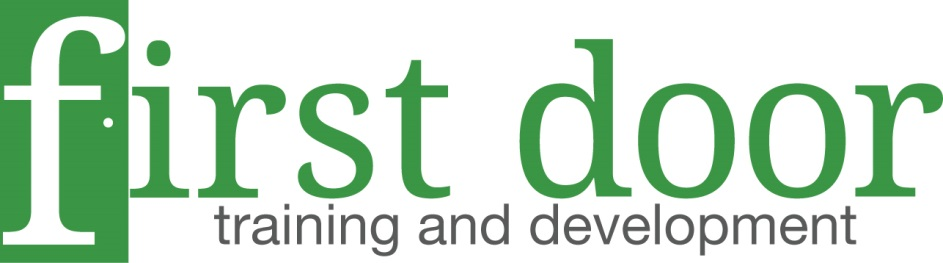 first door
training and development